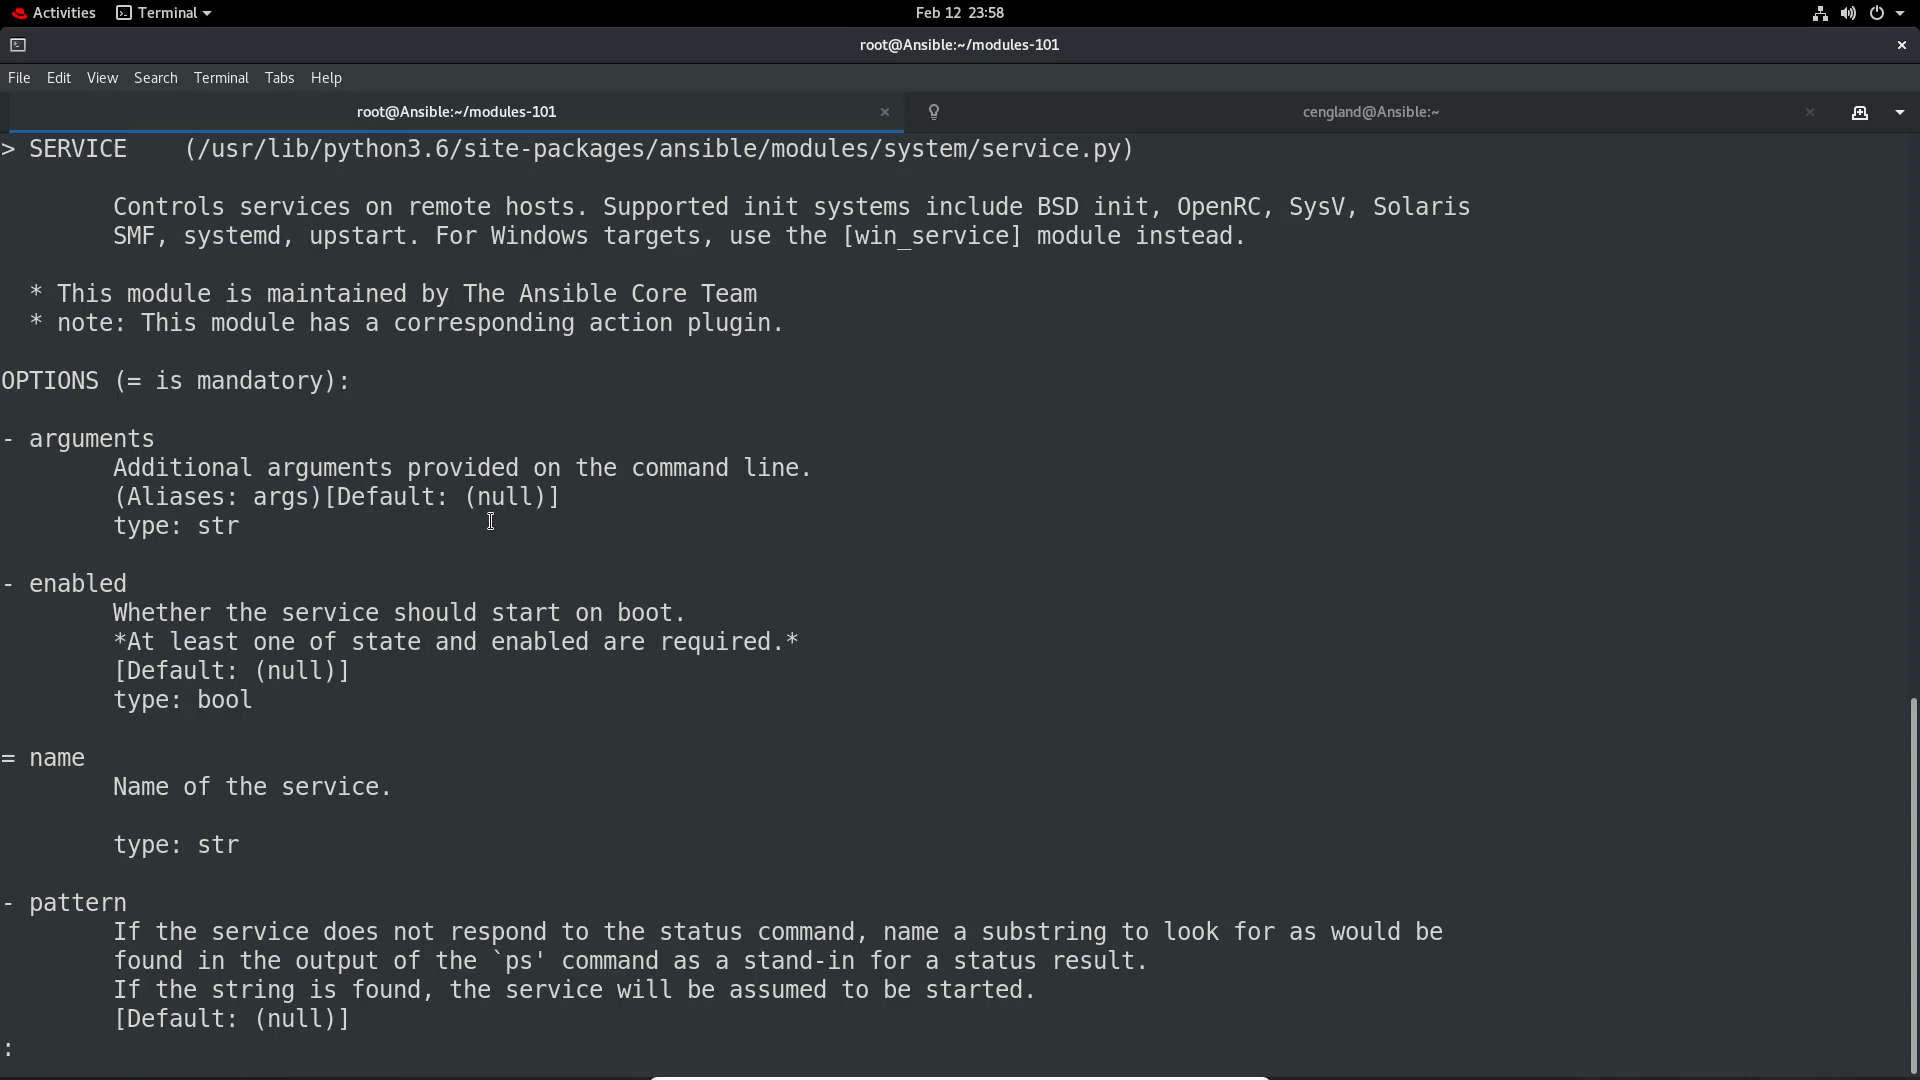 Activities Terminal Feb 12 23:58
root@Ansible:~/modules-101 ×
File Edit View Search Terminal Tabs Help
root@Ansible:~/modules-101 × cengland@Ansible:~ ×
> SERVICE    (/usr/lib/python3.6/site-packages/ansible/modules/system/service.py)
        Controls services on remote hosts. Supported init systems include BSD init, OpenRC, SysV, Solaris
        SMF, systemd, upstart. For Windows targets, use the [win_service] module instead.
  * This module is maintained by The Ansible Core Team
  * note: This module has a corresponding action plugin.
OPTIONS (= is mandatory):
- arguments
        Additional arguments provided on the command line.
        (Aliases: args)[Default: (null)]
        type: str
- enabled
        Whether the service should start on boot.
        *At least one of state and enabled are required.*
        [Default: (null)]
        type: bool
= name
        Name of the service.
        type: str
- pattern
        If the service does not respond to the status command, name a substring to look for as would be
        found in the output of the `ps' command as a stand-in for a status result.
        If the string is found, the service will be assumed to be started.
        [Default: (null)]
: